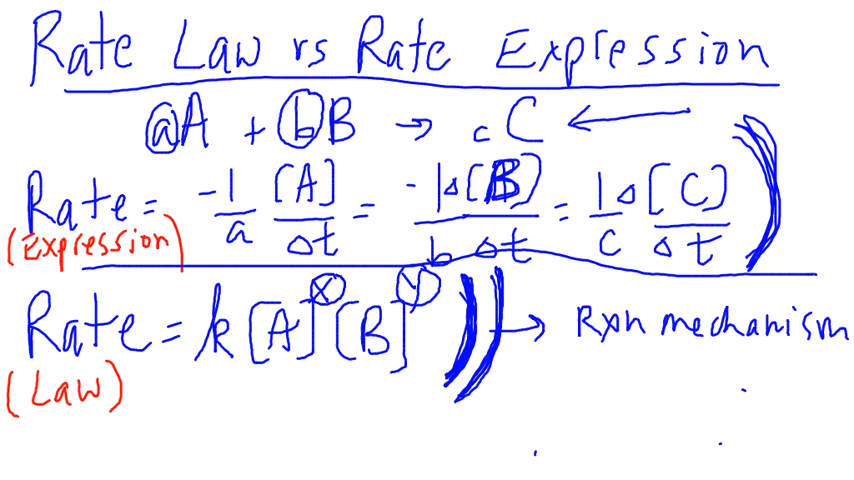 Rate Law vs Rate Expression
aA + bB → cC ←
Rate = -1/a [A]/Δt = -1/b Δ[B]/Δt = 1/c Δ[C]/Δt
(Expression)
Rate = k[A]^x [B]^y → Rxn mechanism
(Law)